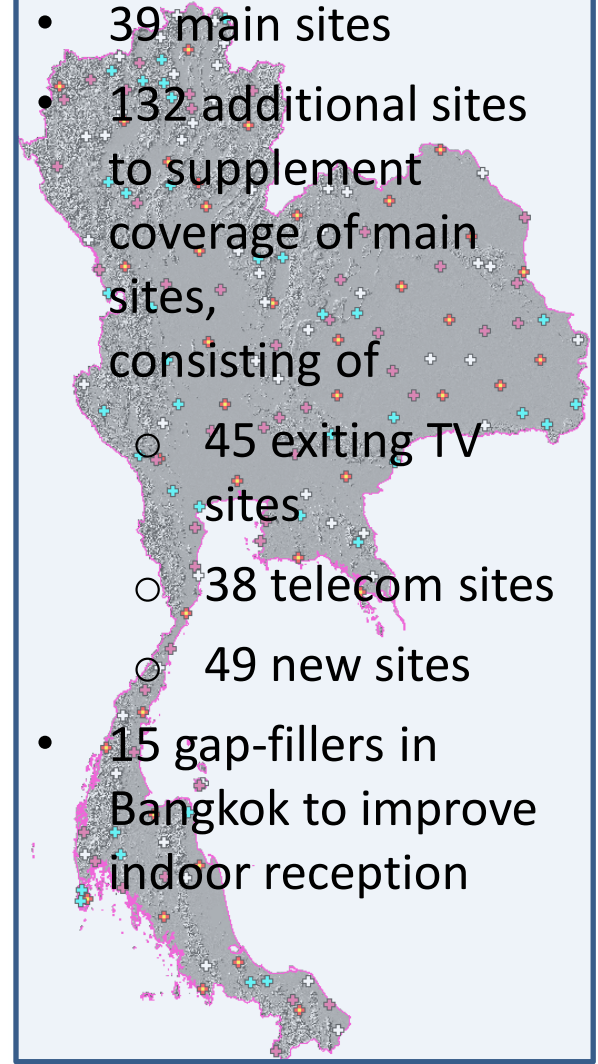 • 39 main sites
• 132 additional sites
to supplement
coverage of main
sites,
consisting of
o 45 exiting TV
sites
o 38 telecom sites
o 49 new sites
• 15 gap-fillers in
Bangkok to improve
indoor reception